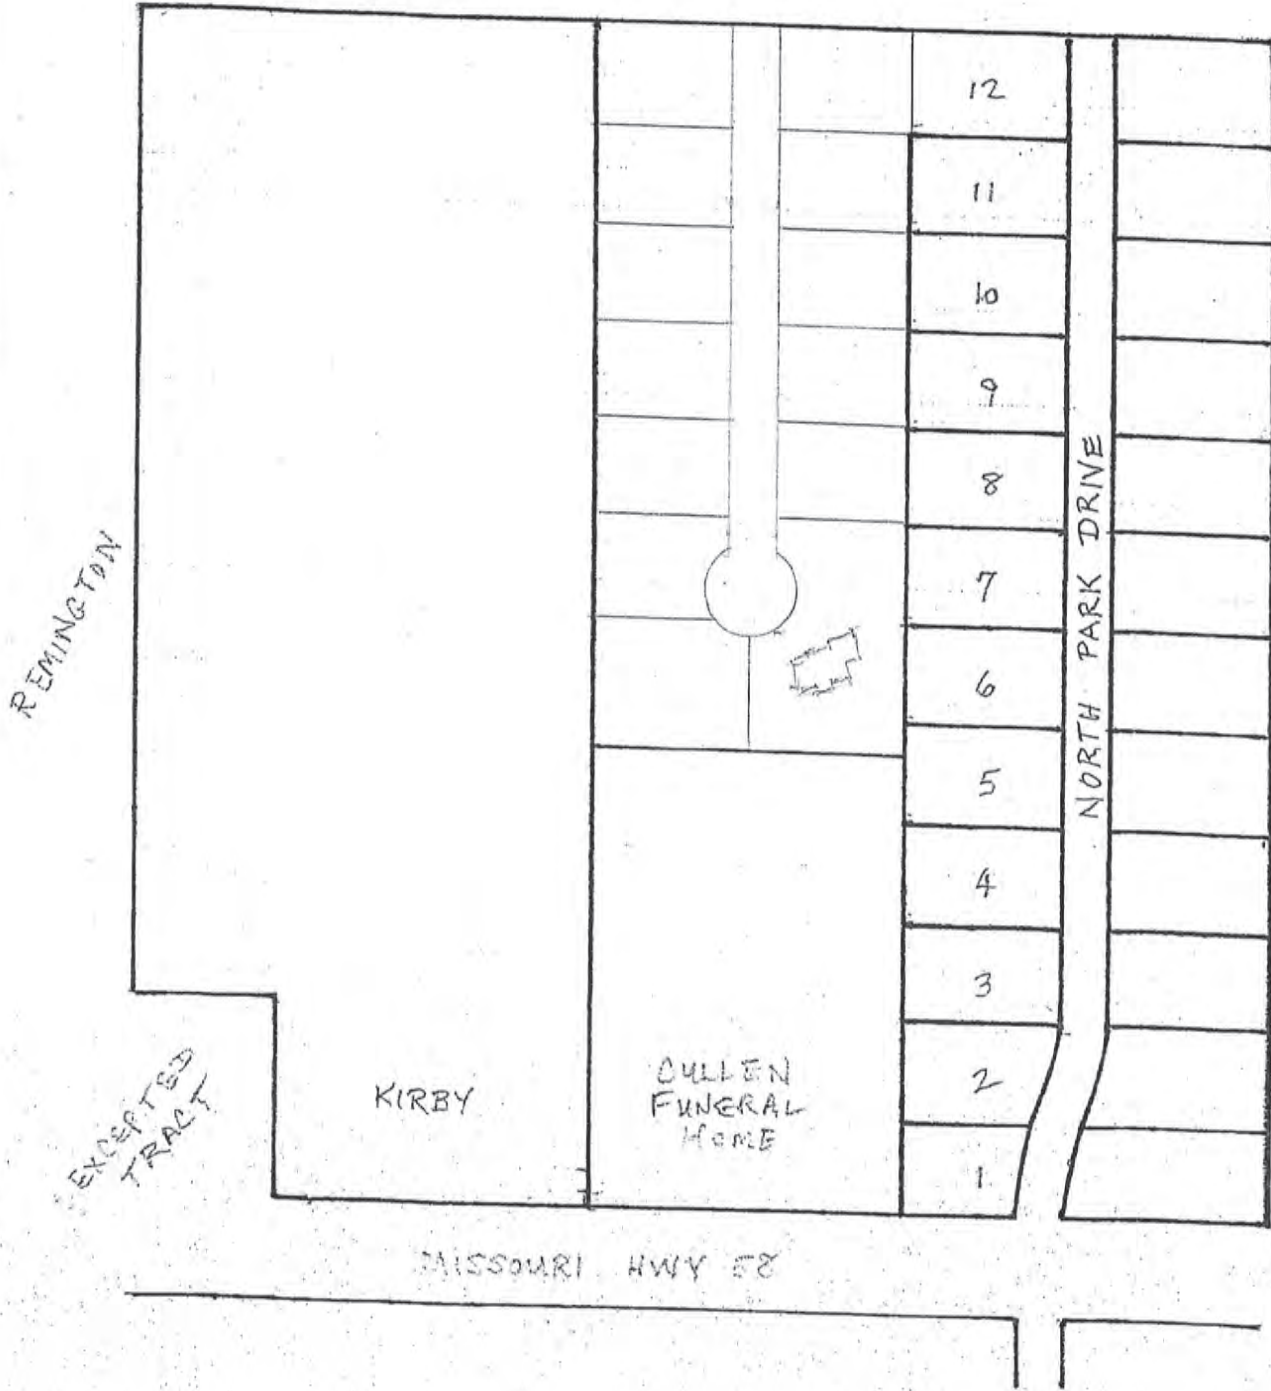 12
11
10
9
8
7
6
5
4
3
2
1
NORTH PARK DRIVE
REMINGTON
EXCEPTED
TRACT
KIRBY
CULLEN
FUNERAL
HOME
MISSOURI HWY 58